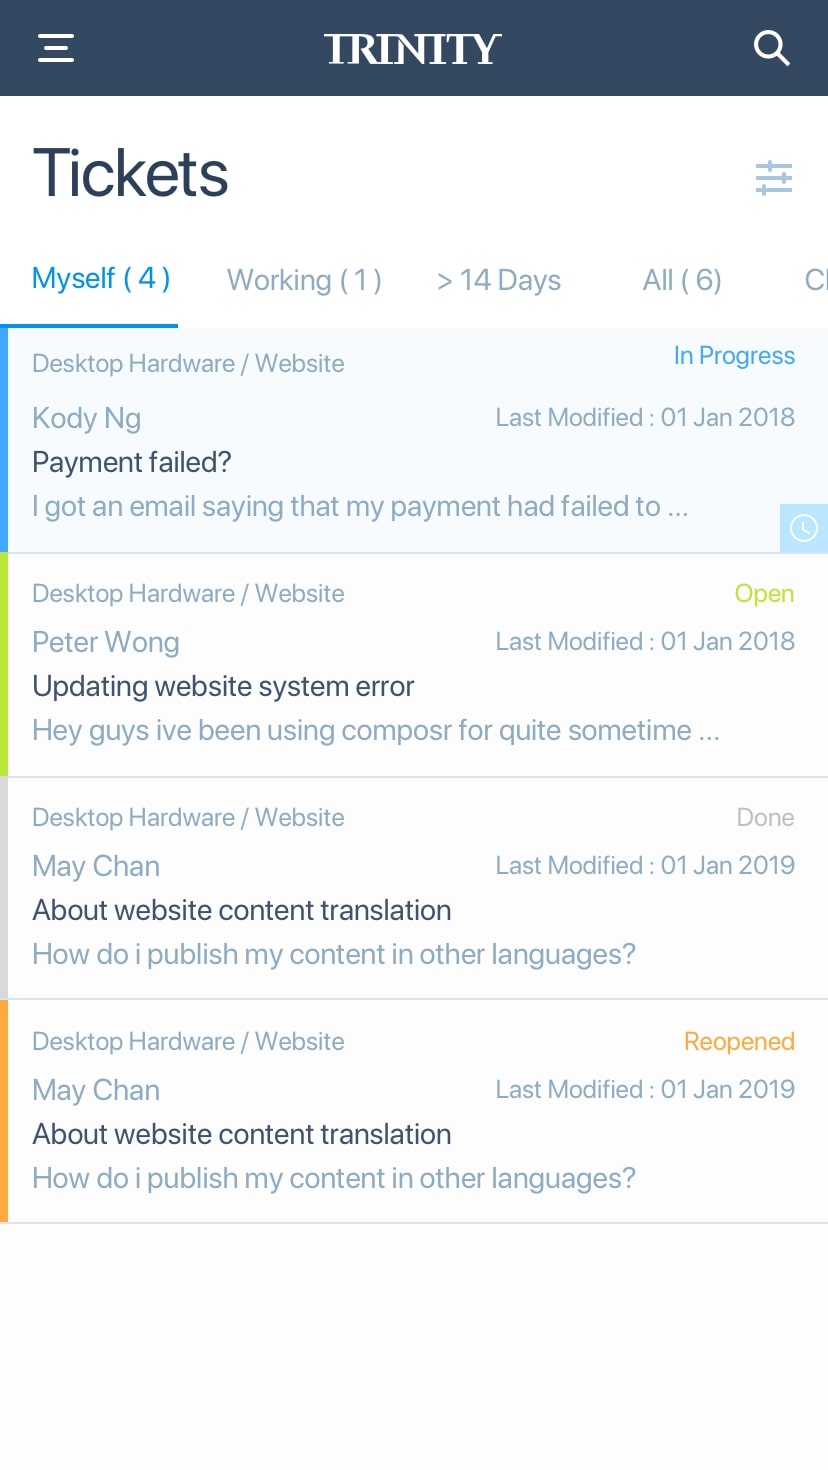 TRINITY
Tickets
Myself ( 4 ) Working ( 1 ) > 14 Days All ( 6)
Desktop Hardware / Website In Progress
Kody Ng Last Modified : 01 Jan 2018
Payment failed?
I got an email saying that my payment had failed to ...
Desktop Hardware / Website Open
Peter Wong Last Modified : 01 Jan 2018
Updating website system error
Hey guys ive been using composr for quite sometime ...
Desktop Hardware / Website Done
May Chan Last Modified : 01 Jan 2019
About website content translation
How do i publish my content in other languages?
Desktop Hardware / Website Reopened
May Chan Last Modified : 01 Jan 2019
About website content translation
How do i publish my content in other languages?